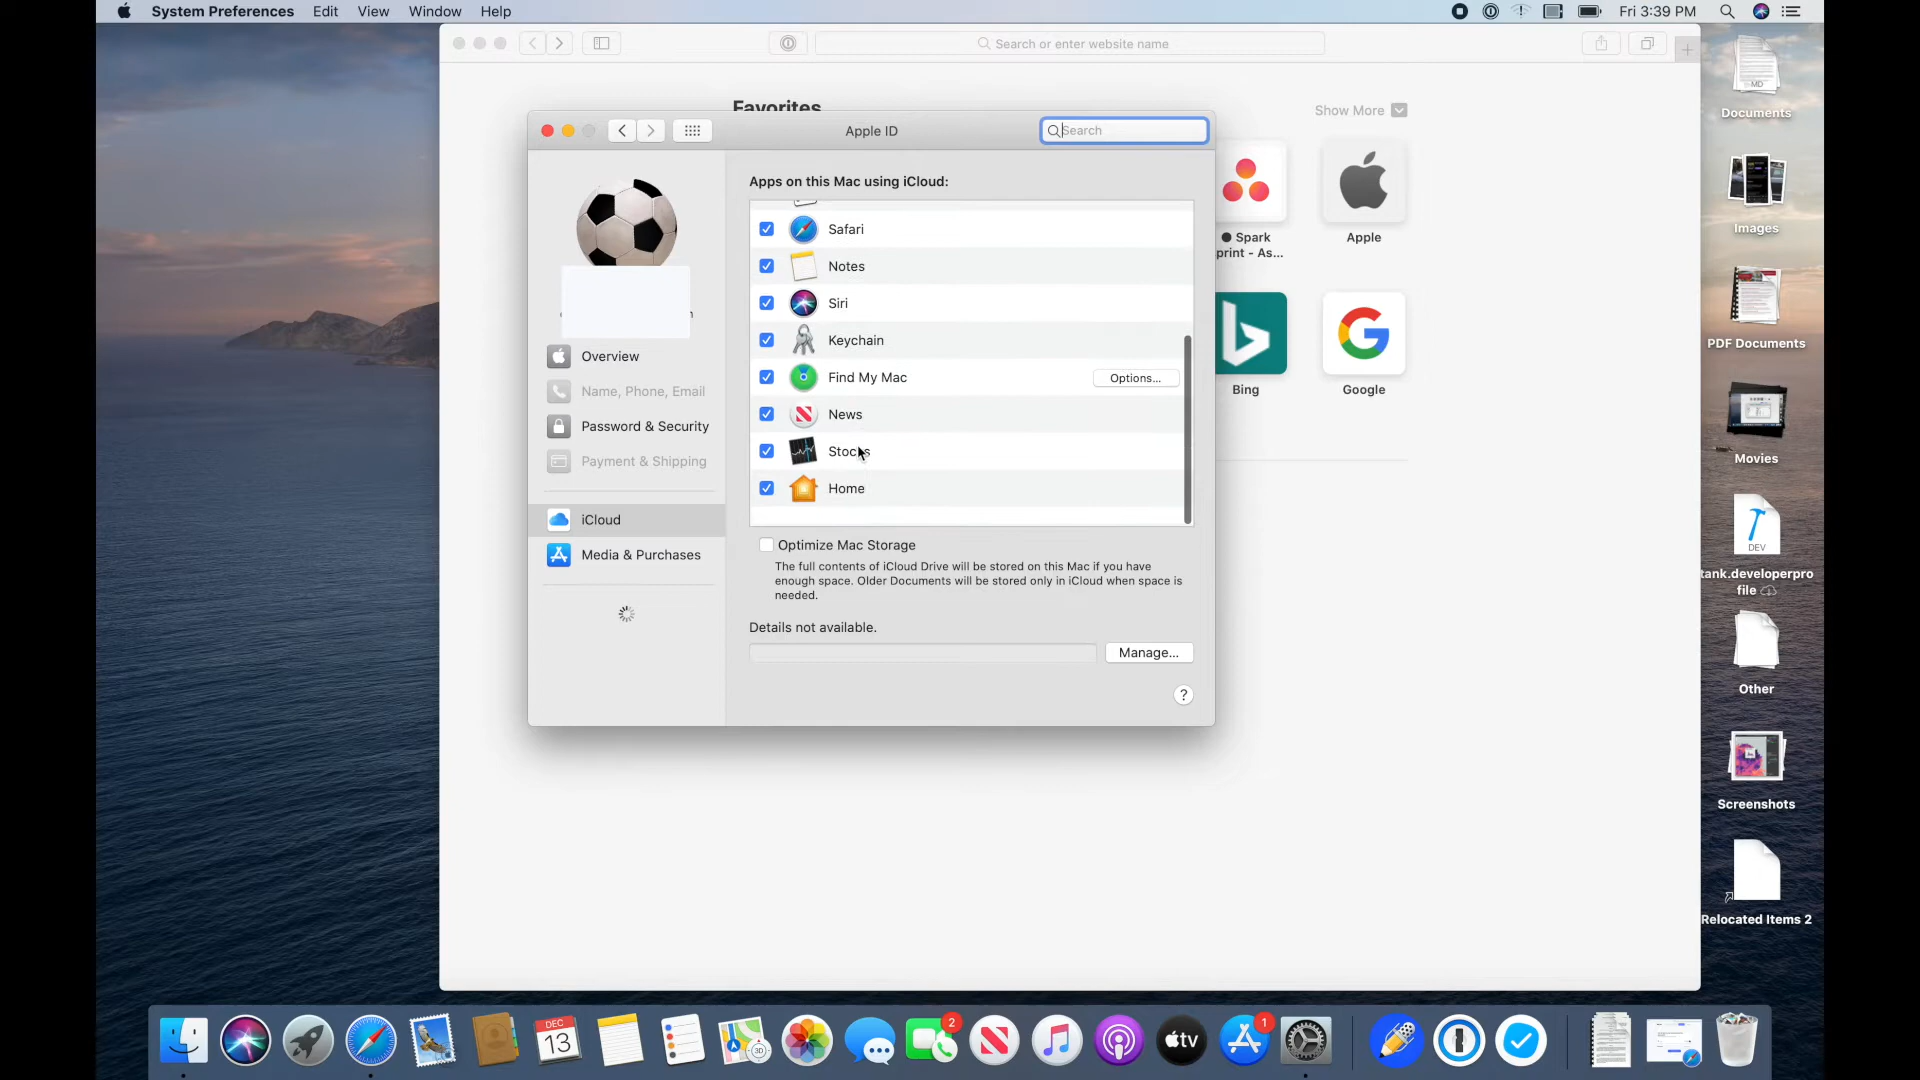 System Preferences Edit View Window Help
Fri 3:39 PM
Search or enter website name
Favorites
Show More
Apple ID
Search
Apps on this Mac using iCloud:
Safari
Notes
Siri
Keychain
Find My Mac
Options...
News
Stocks
Home
Optimize Mac Storage
The full contents of iCloud Drive will be stored on this Mac if you have
enough space. Older Documents will be stored only in iCloud when space is
needed.
Details not available.
Manage...
?
Overview
Name, Phone, Email
Password & Security
Payment & Shipping
iCloud
Media & Purchases
Spark
print - As...
Apple
Bing
Google
MD
Documents
Images
PDF Documents
Movies
DEV
tank.developerpro
file
Other
Screenshots
Relocated Items 2
DEC
13
3D
2
tv
1